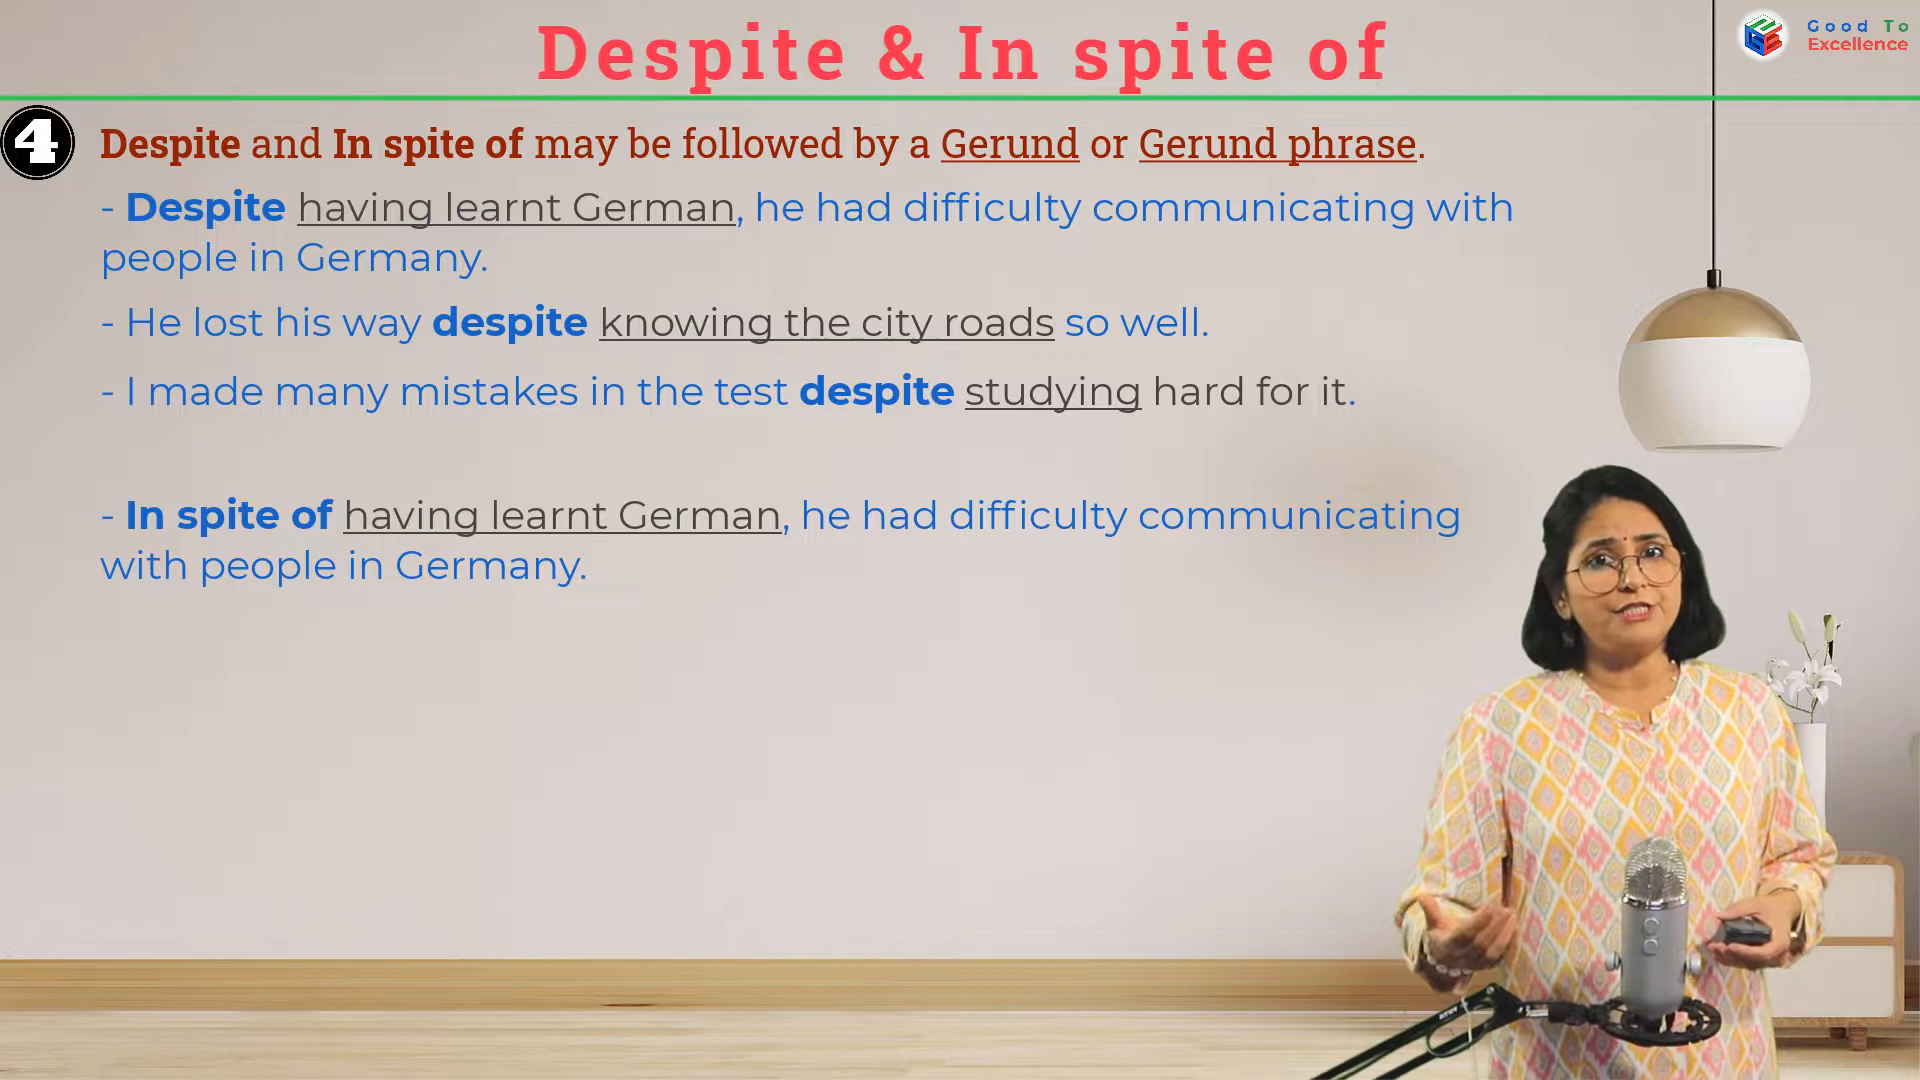 Despite & In spite of
Good To
Excellence
4
Despite and In spite of may be followed by a Gerund or Gerund phrase.
- Despite having learnt German, he had difficulty communicating with
people in Germany.
- He lost his way despite knowing the city roads so well.
- I made many mistakes in the test despite studying hard for it.
- In spite of having learnt German, he had difficulty communicating
with people in Germany.